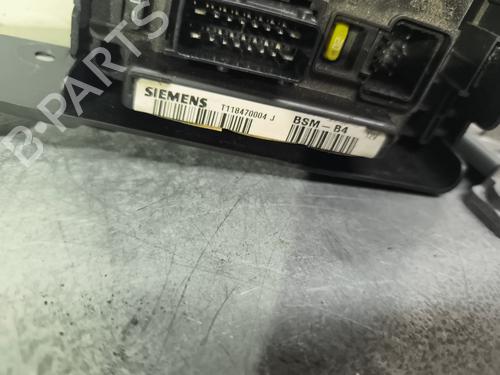 B-PARTS
SIEMENS
T118470004 J
BSM-B4